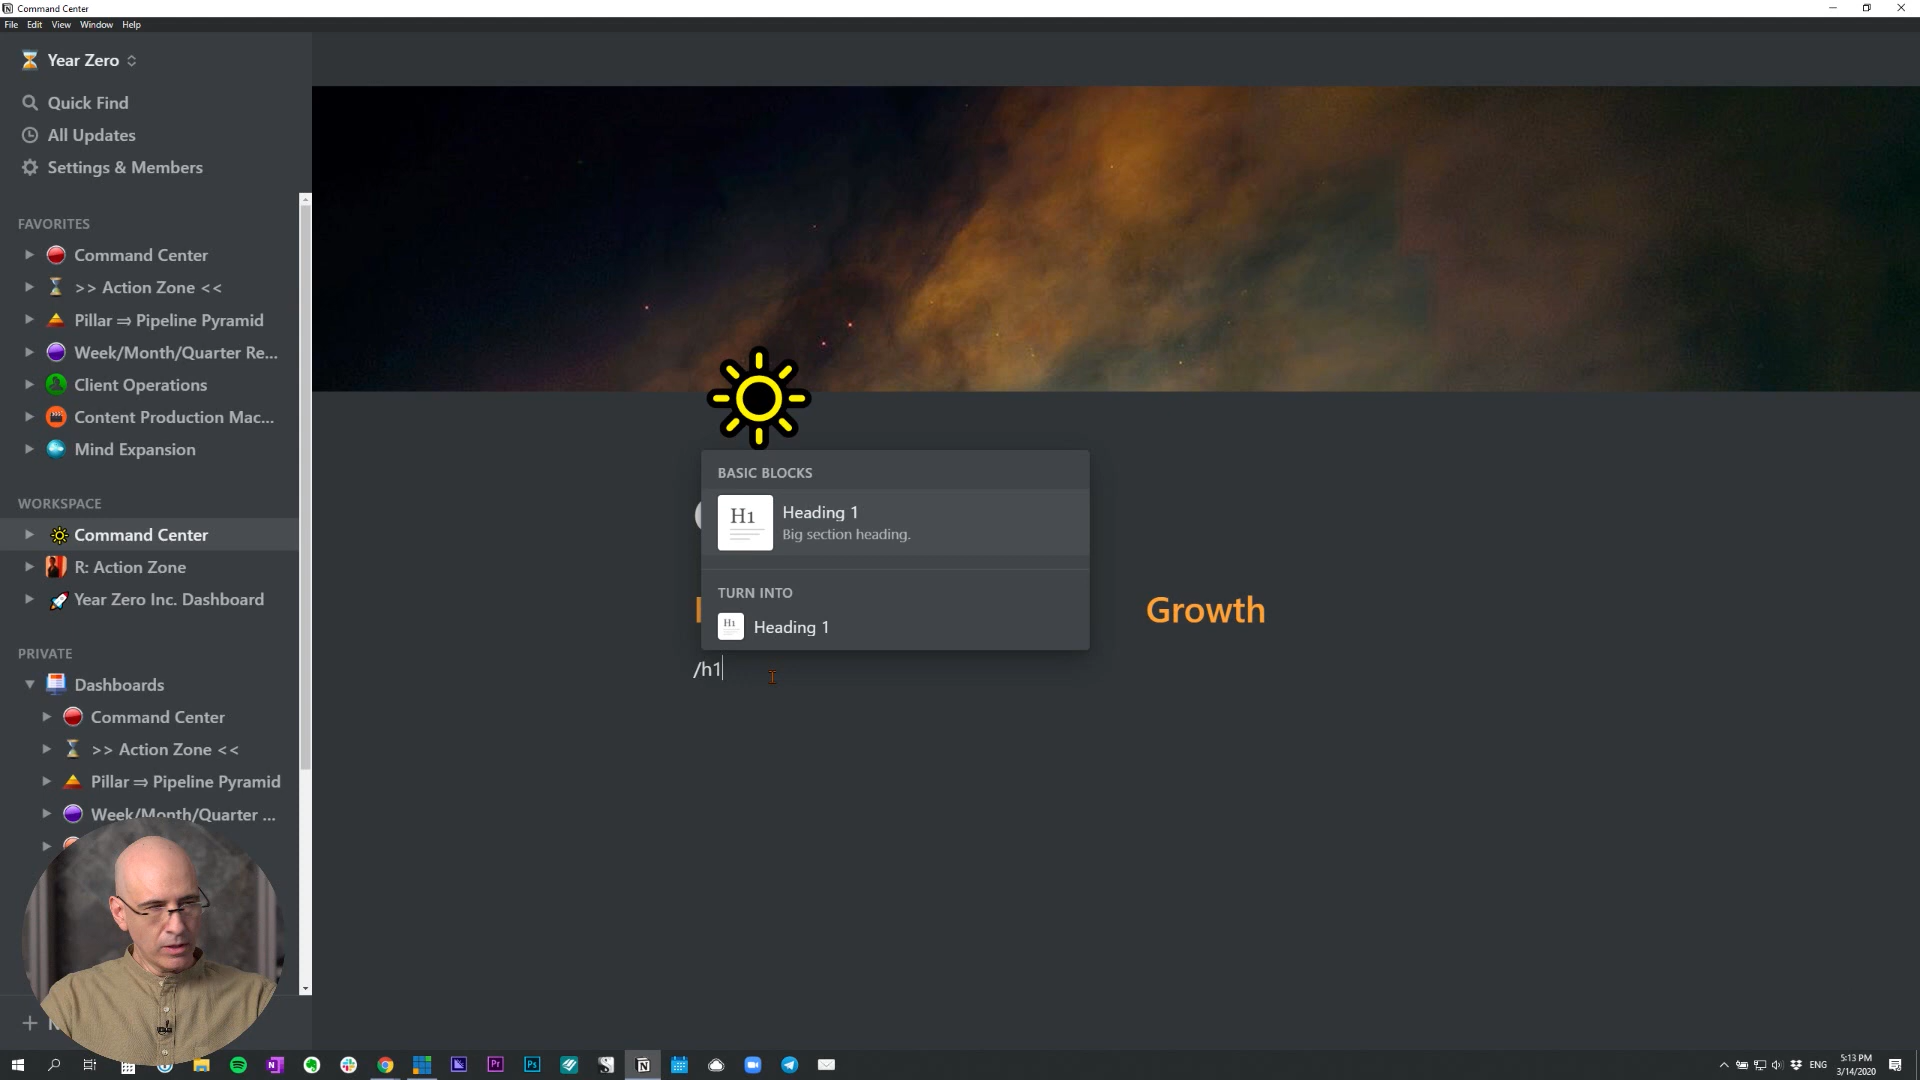 Command Center
File Edit View Window Help
Year Zero
Quick Find
All Updates
Settings & Members
FAVORITES
Command Center
>> Action Zone <<
Pillar ⇒ Pipeline Pyramid
Week/Month/Quarter Re...
Client Operations
Content Production Mac...
Mind Expansion
WORKSPACE
Command Center
R: Action Zone
Year Zero Inc. Dashboard
PRIVATE
Dashboards
Command Center
>> Action Zone <<
Pillar ⇒ Pipeline Pyramid
Week/Month/Quarter ...
BASIC BLOCKS
H1
Heading 1
Big section heading.
TURN INTO
H1
Heading 1
Growth
/h1
ENG
5:13 PM
3/14/2020